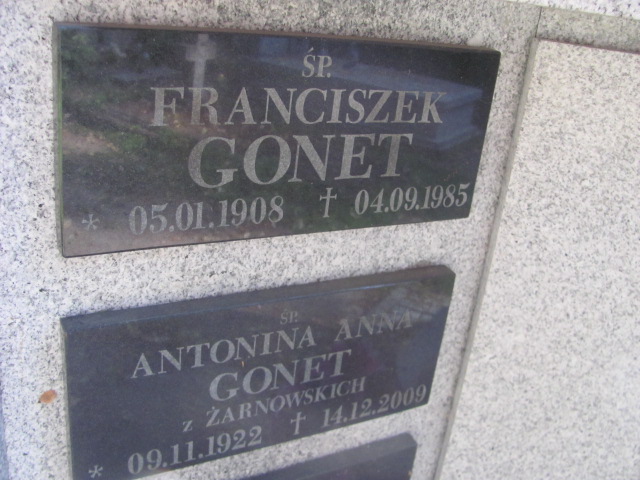 ŚP.
FRANCISZEK
GONET
* 05.01.1908 † 04.09.1985
ŚP.
ANTONINA ANNA
GONET
z ŻARNOWSKICH
* 09.11.1922 † 14.12.2009